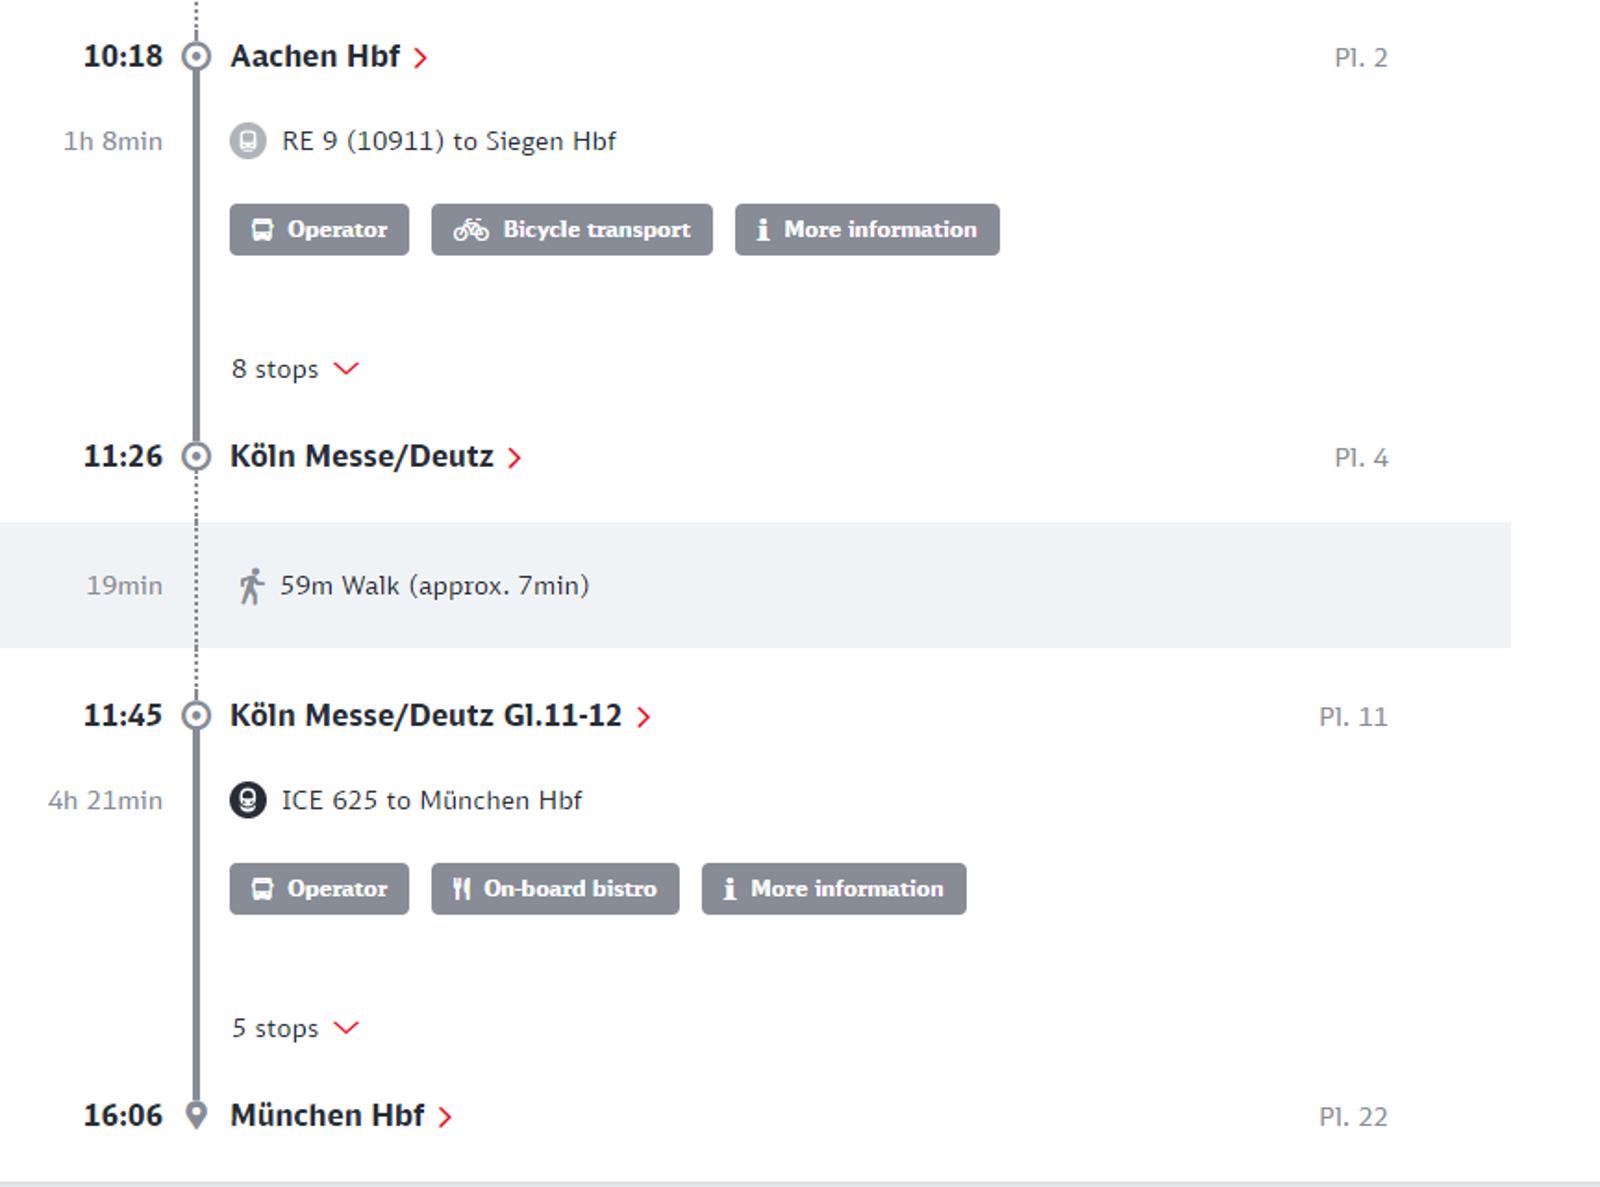 10:18 Aachen Hbf Pl. 2
1h 8min RE 9 (10911) to Siegen Hbf
Operator Bicycle transport More information
8 stops
11:26 Köln Messe/Deutz Pl. 4
19min 59m Walk (approx. 7min)
11:45 Köln Messe/Deutz Gl.11-12 Pl. 11
4h 21min ICE 625 to München Hbf
Operator On-board bistro More information
5 stops
16:06 München Hbf Pl. 22